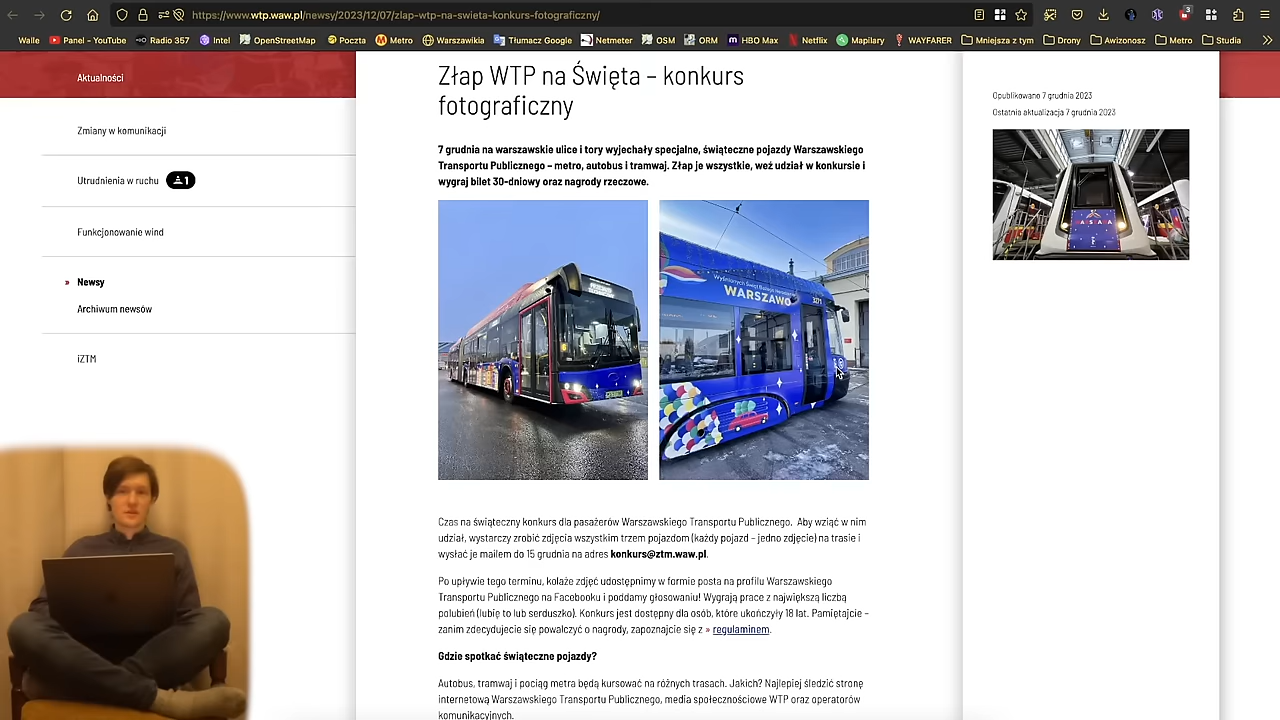 https://www.wtp.waw.pl/newsy/2023/12/07/zlap-wtp-na-swieta-konkurs-fotograficzny/
3
Walle
Panel - YouTube
Radio 357
Intel
OpenStreetMap
Poczta
Metro
Warszawikia
Tłumacz Google
Netmeter
OSM
ORM
HBO Max
Netflix
Mapilary
WAYFARER
Mniejsza z tym
Drony
Awizonosz
Metro
Studia
Aktualności
Zmiany w komunikacji
Utrudnienia w ruchu 1
Funkcjonowanie wind
» Newsy
Archiwum newsów
iZTM
Złap WTP na Święta – konkurs
fotograficzny
7 grudnia na warszawskie ulice i tory wyjechały specjalne, świąteczne pojazdy Warszawskiego
Transportu Publicznego – metro, autobus i tramwaj. Złap je wszystkie, weź udział w konkursie i
wygraj bilet 30-dniowy oraz nagrody rzeczowe.
WARSZAWO
3271
Czas na świąteczny konkurs dla pasażerów Warszawskiego Transportu Publicznego. Aby wziąć w nim
udział, wystarczy zrobić zdjęcia wszystkim trzem pojazdom (każdy pojazd – jedno zdjęcie) na trasie i
wysłać je mailem do 15 grudnia na adres konkurs@ztm.waw.pl.
Po upływie tego terminu, kolaże zdjęć udostępnimy w formie posta na profilu Warszawskiego
Transportu Publicznego na Facebooku i poddamy głosowaniu! Wygrają prace z największą liczbą
polubień (lubię to lub serduszko). Konkurs jest dostępny dla osób, które ukończyły 18 lat. Pamiętajcie –
zanim zdecydujecie się powalczyć o nagrody, zapoznajcie się z » regulaminem.
Gdzie spotkać świąteczne pojazdy?
Autobus, tramwaj i pociąg metra będą kursować na różnych trasach. Jakich? Najlepiej śledzić stronę
internetową Warszawskiego Transportu Publicznego, media społecznościowe WTP oraz operatorów
komunikacyjnych.
Opublikowano 7 grudnia 2023
Ostatnia aktualizacja 7 grudnia 2023